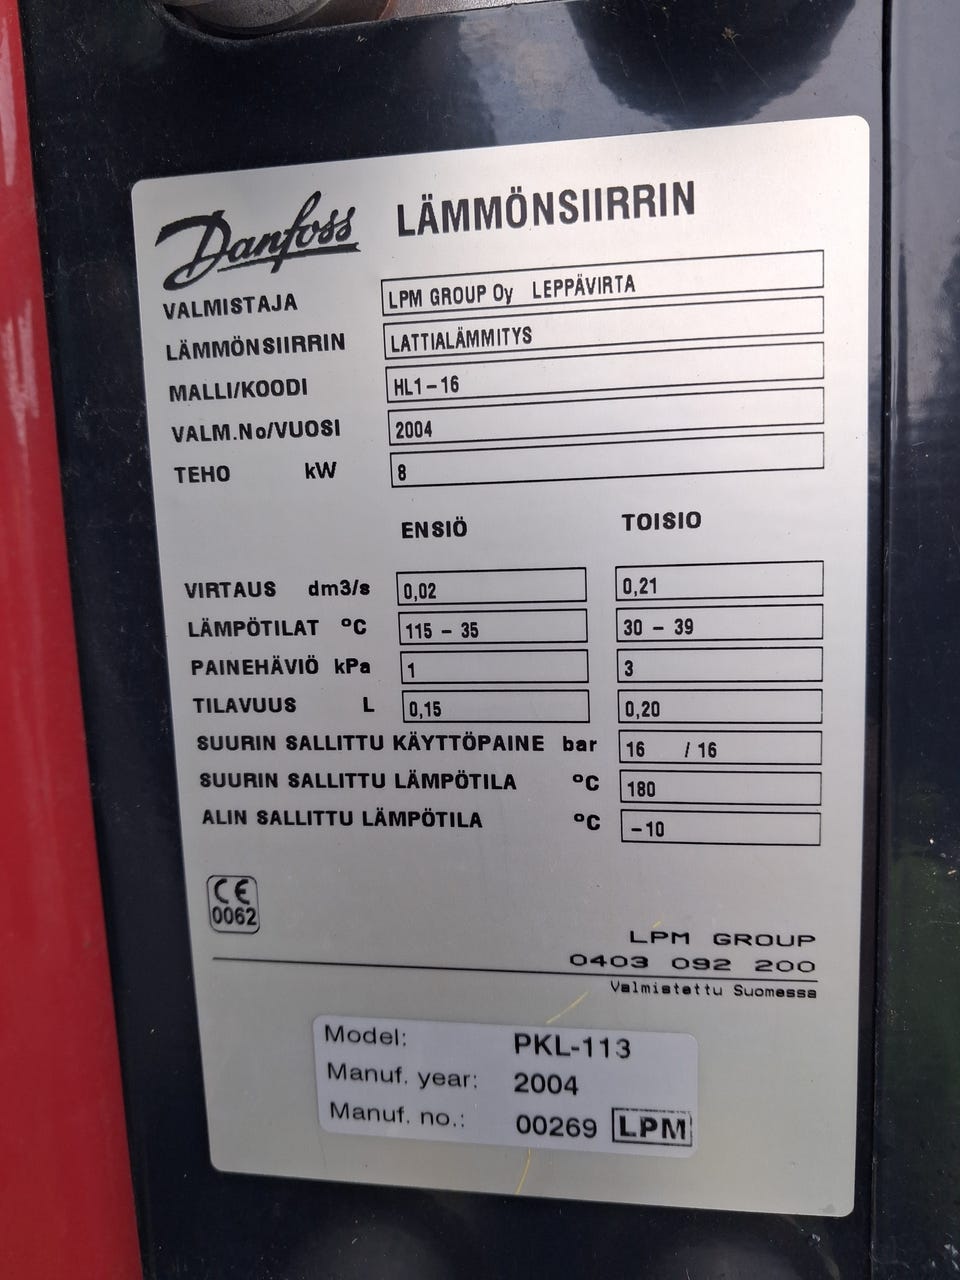 Danfoss LÄMMÖNSIIRRIN
VALMISTAJA LPM GROUP Oy LEPPÄVIRTA
LÄMMÖNSIIRRIN LATTIALÄMMITYS
MALLI/KOODI HL1-16
VALM.No/VUOSI 2004
TEHO kW 8
ENSIÖ TOISIO
VIRTAUS dm3/s 0,02 0,21
LÄMPÖTILAT °C 115 - 35 30 - 39
PAINEHÄVIÖ kPa 1 3
TILAVUUS L 0,15 0,20
SUURIN SALLITTU KÄYTTÖPAINE bar 16 / 16
SUURIN SALLITTU LÄMPÖTILA °C 180
ALIN SALLITTU LÄMPÖTILA °C -10
CE
0062
LPM GROUP
0403 092 200
Valmistettu Suomessa
Model: PKL-113
Manuf. year: 2004
Manuf. no.: 00269 LPM